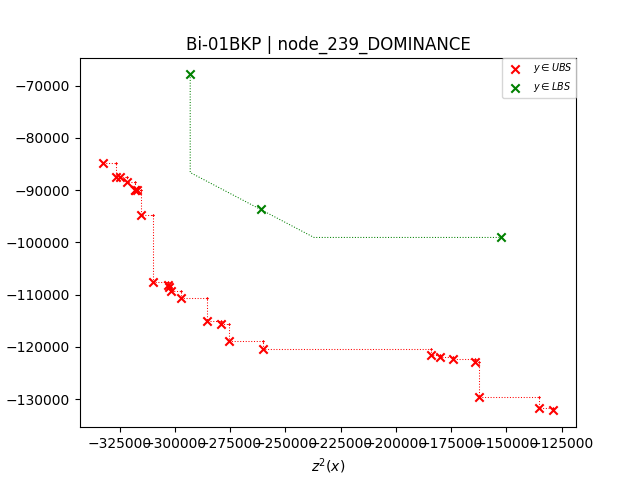 Bi-01BKP | node_239_DOMINANCE
y ∈ UBS
y ∈ LBS
−70000
−80000
−90000
−100000
−110000
−120000
−130000
−325000 −300000 −275000 −250000 −225000 −200000 −175000 −150000 −125000
z²(x)